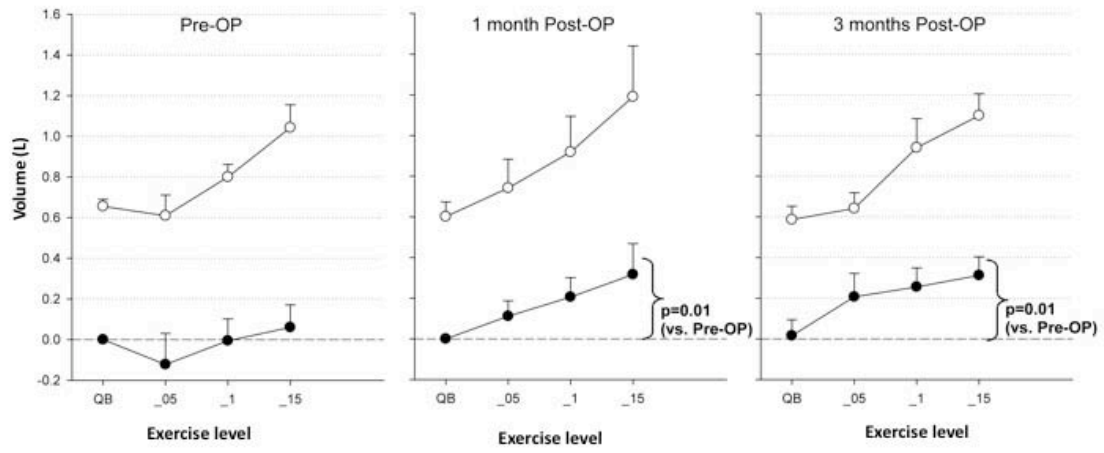 Pre-OP
1 month Post-OP
3 months Post-OP
Volume (L)
1.6
1.4
1.2
1.0
0.8
0.6
0.4
0.2
0.0
-0.2
p=0.01
(vs. Pre-OP)
p=0.01
(vs. Pre-OP)
QB _05 _1 _15
QB _05 _1 _15
QB _05 _1 _15
Exercise level
Exercise level
Exercise level